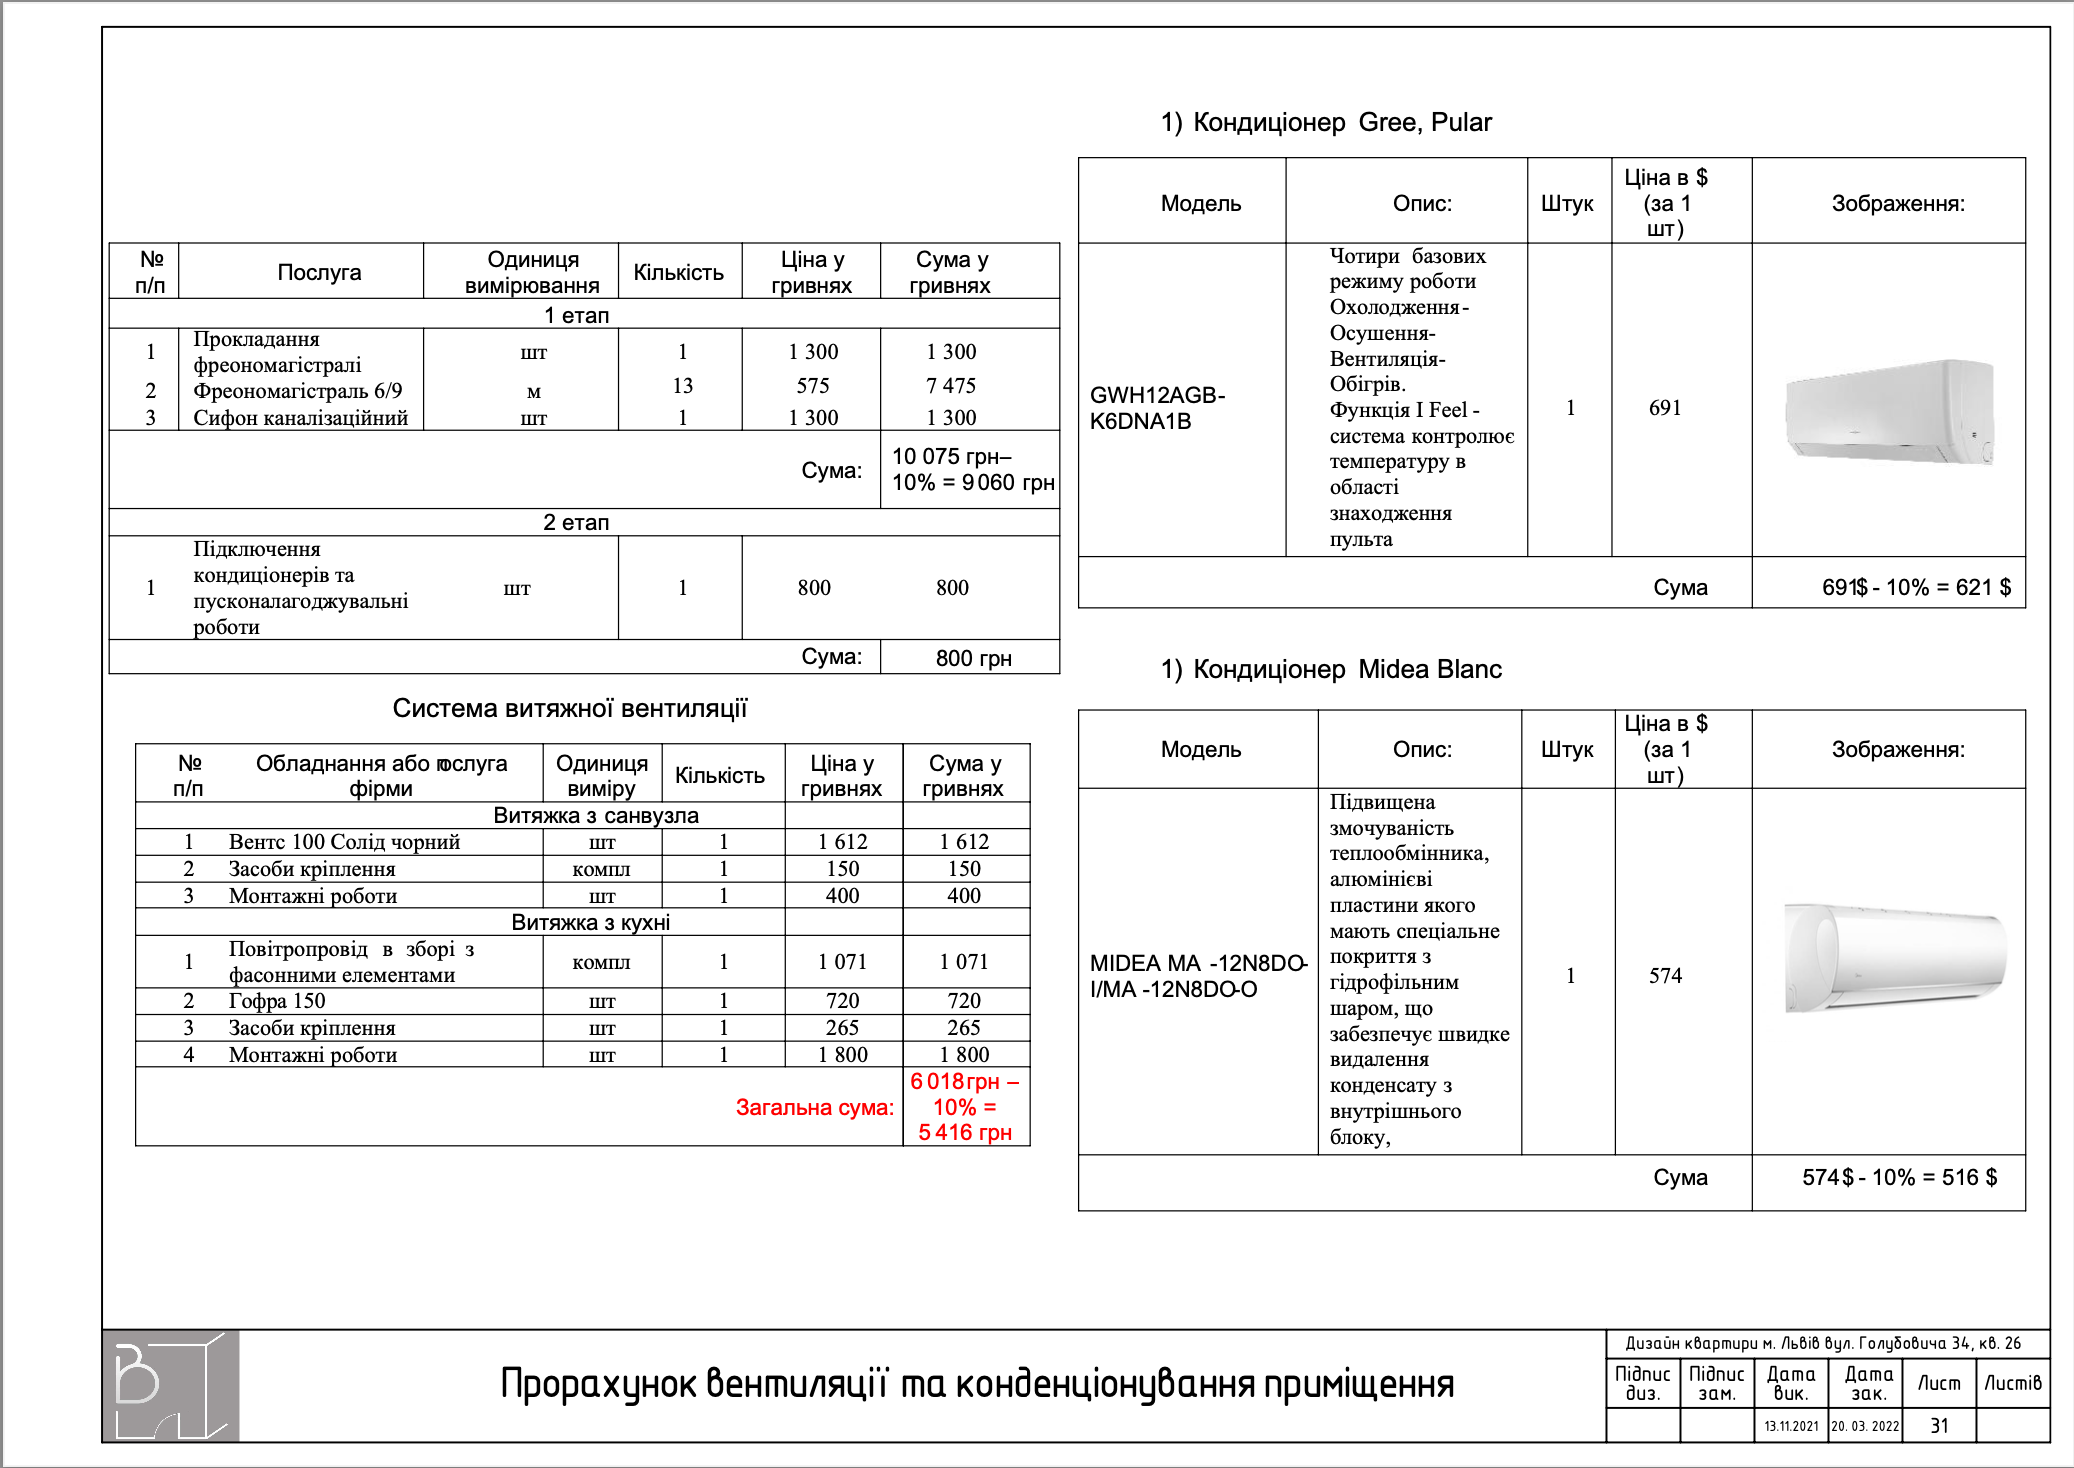 № п/п Послуга Одиниця вимірювання Кількість Ціна у гривнях Сума у гривнях
1 етап
1 Прокладання фреономагістралі шт 1 1 300 1 300
2 Фреономагістраль 6/9 м 13 575 7 475
3 Сифон каналізаційний шт 1 1 300 1 300
Сума: 10 075 грн– 10% = 9 060 грн
2 етап
1 Підключення кондиціонерів та пусконалагоджувальні роботи шт 1 800 800
Сума: 800 грн
Система витяжної вентиляції
№ п/п Обладнання або послуга фірми Одиниця виміру Кількість Ціна у гривнях Сума у гривнях
Витяжка з санвузла
1 Вентс 100 Солід чорний шт 1 1 612 1 612
2 Засоби кріплення компл 1 150 150
3 Монтажні роботи шт 1 400 400
Витяжка з кухні
1 Повітропровід в зборі з фасонними елементами компл 1 1 071 1 071
2 Гофра 150 шт 1 720 720
3 Засоби кріплення шт 1 265 265
4 Монтажні роботи шт 1 1 800 1 800
Загальна сума: 6 018 грн – 10% = 5 416 грн
1) Кондиціонер Gree, Pular
Модель Опис: Штук Ціна в $ (за 1 шт) Зображення:
GWH12AGB-
K6DNA1B
Чотири базових
режиму роботи
Охолодження-
Осушення-
Вентиляція-
Обігрів.
Функція I Feel -
система контролює
температуру в
області
знаходження
пульта
1 691
Сума 691$ - 10% = 621 $
1) Кондиціонер Midea Blanc
Модель Опис: Штук Ціна в $ (за 1 шт) Зображення:
MIDEA MA -12N8DO-
I/MA -12N8DO-O
Підвищена
змочуваність
теплообмінника,
алюмінієві
пластини якого
мають спеціальне
покриття з
гідрофільним
шаром, що
забезпечує швидке
видалення
конденсату з
внутрішнього
блоку,
1 574
Сума 574$ - 10% = 516 $
Прорахунок вентиляції та конденціонування приміщення
Дизайн квартири м. Львів вул. Голубовича 34, кв. 26
Підпис диз. Підпис зам. Дата вик. Дата зак. Лист Листів
13.11.2021 20. 03. 2022 31